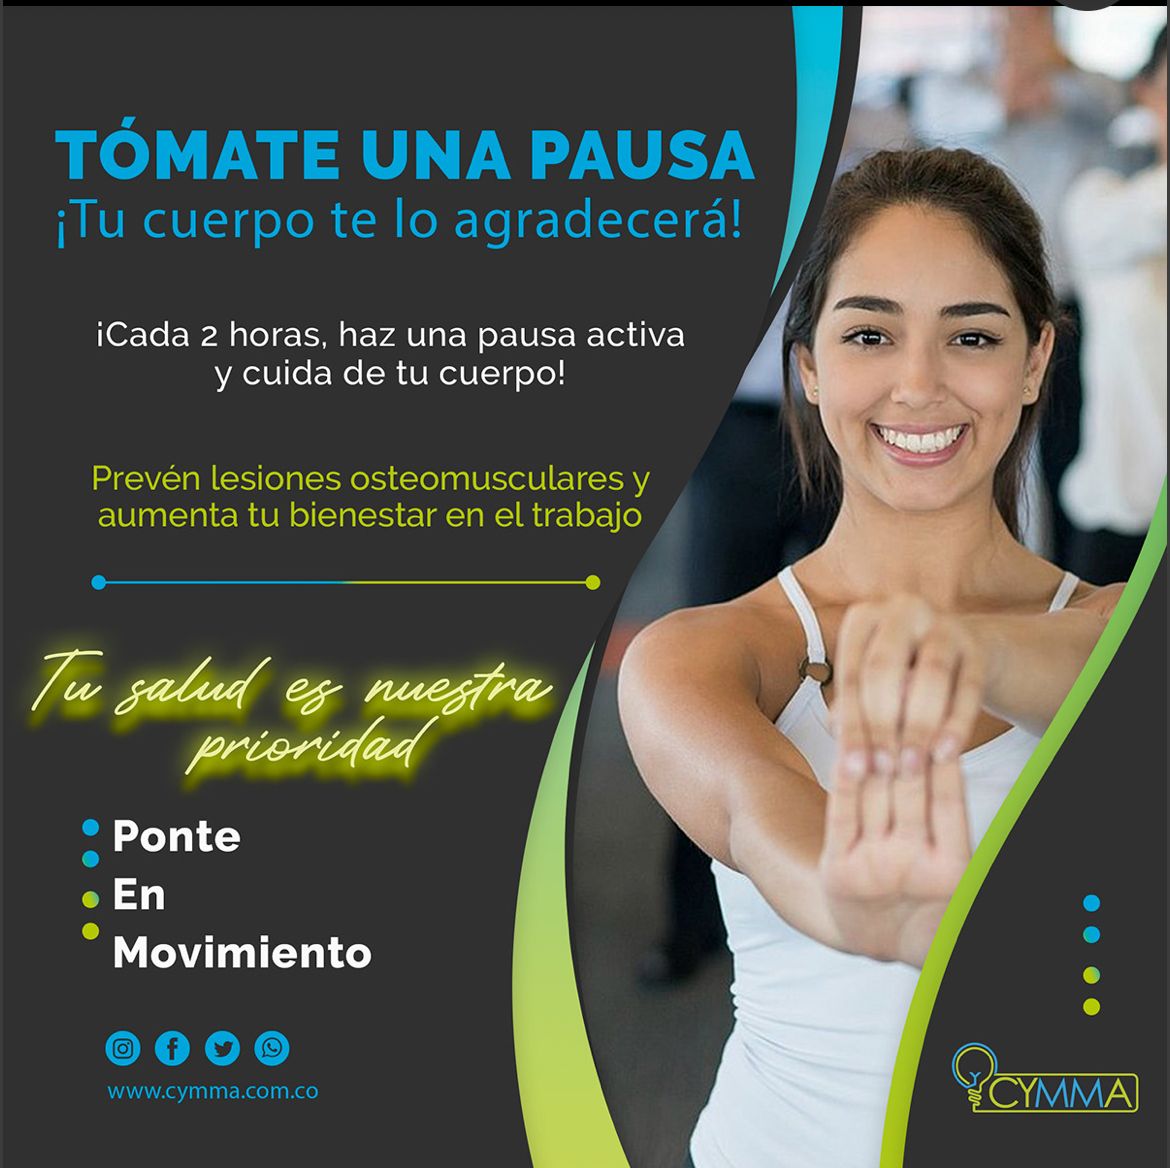 TÓMATE UNA PAUSA
¡Tu cuerpo te lo agradecerá!
¡Cada 2 horas, haz una pausa activa
y cuida de tu cuerpo!
Prevén lesiones osteomusculares y
aumenta tu bienestar en el trabajo
Tu salud es nuestra
prioridad
Ponte
En
Movimiento
www.cymma.com.co
CYMMA